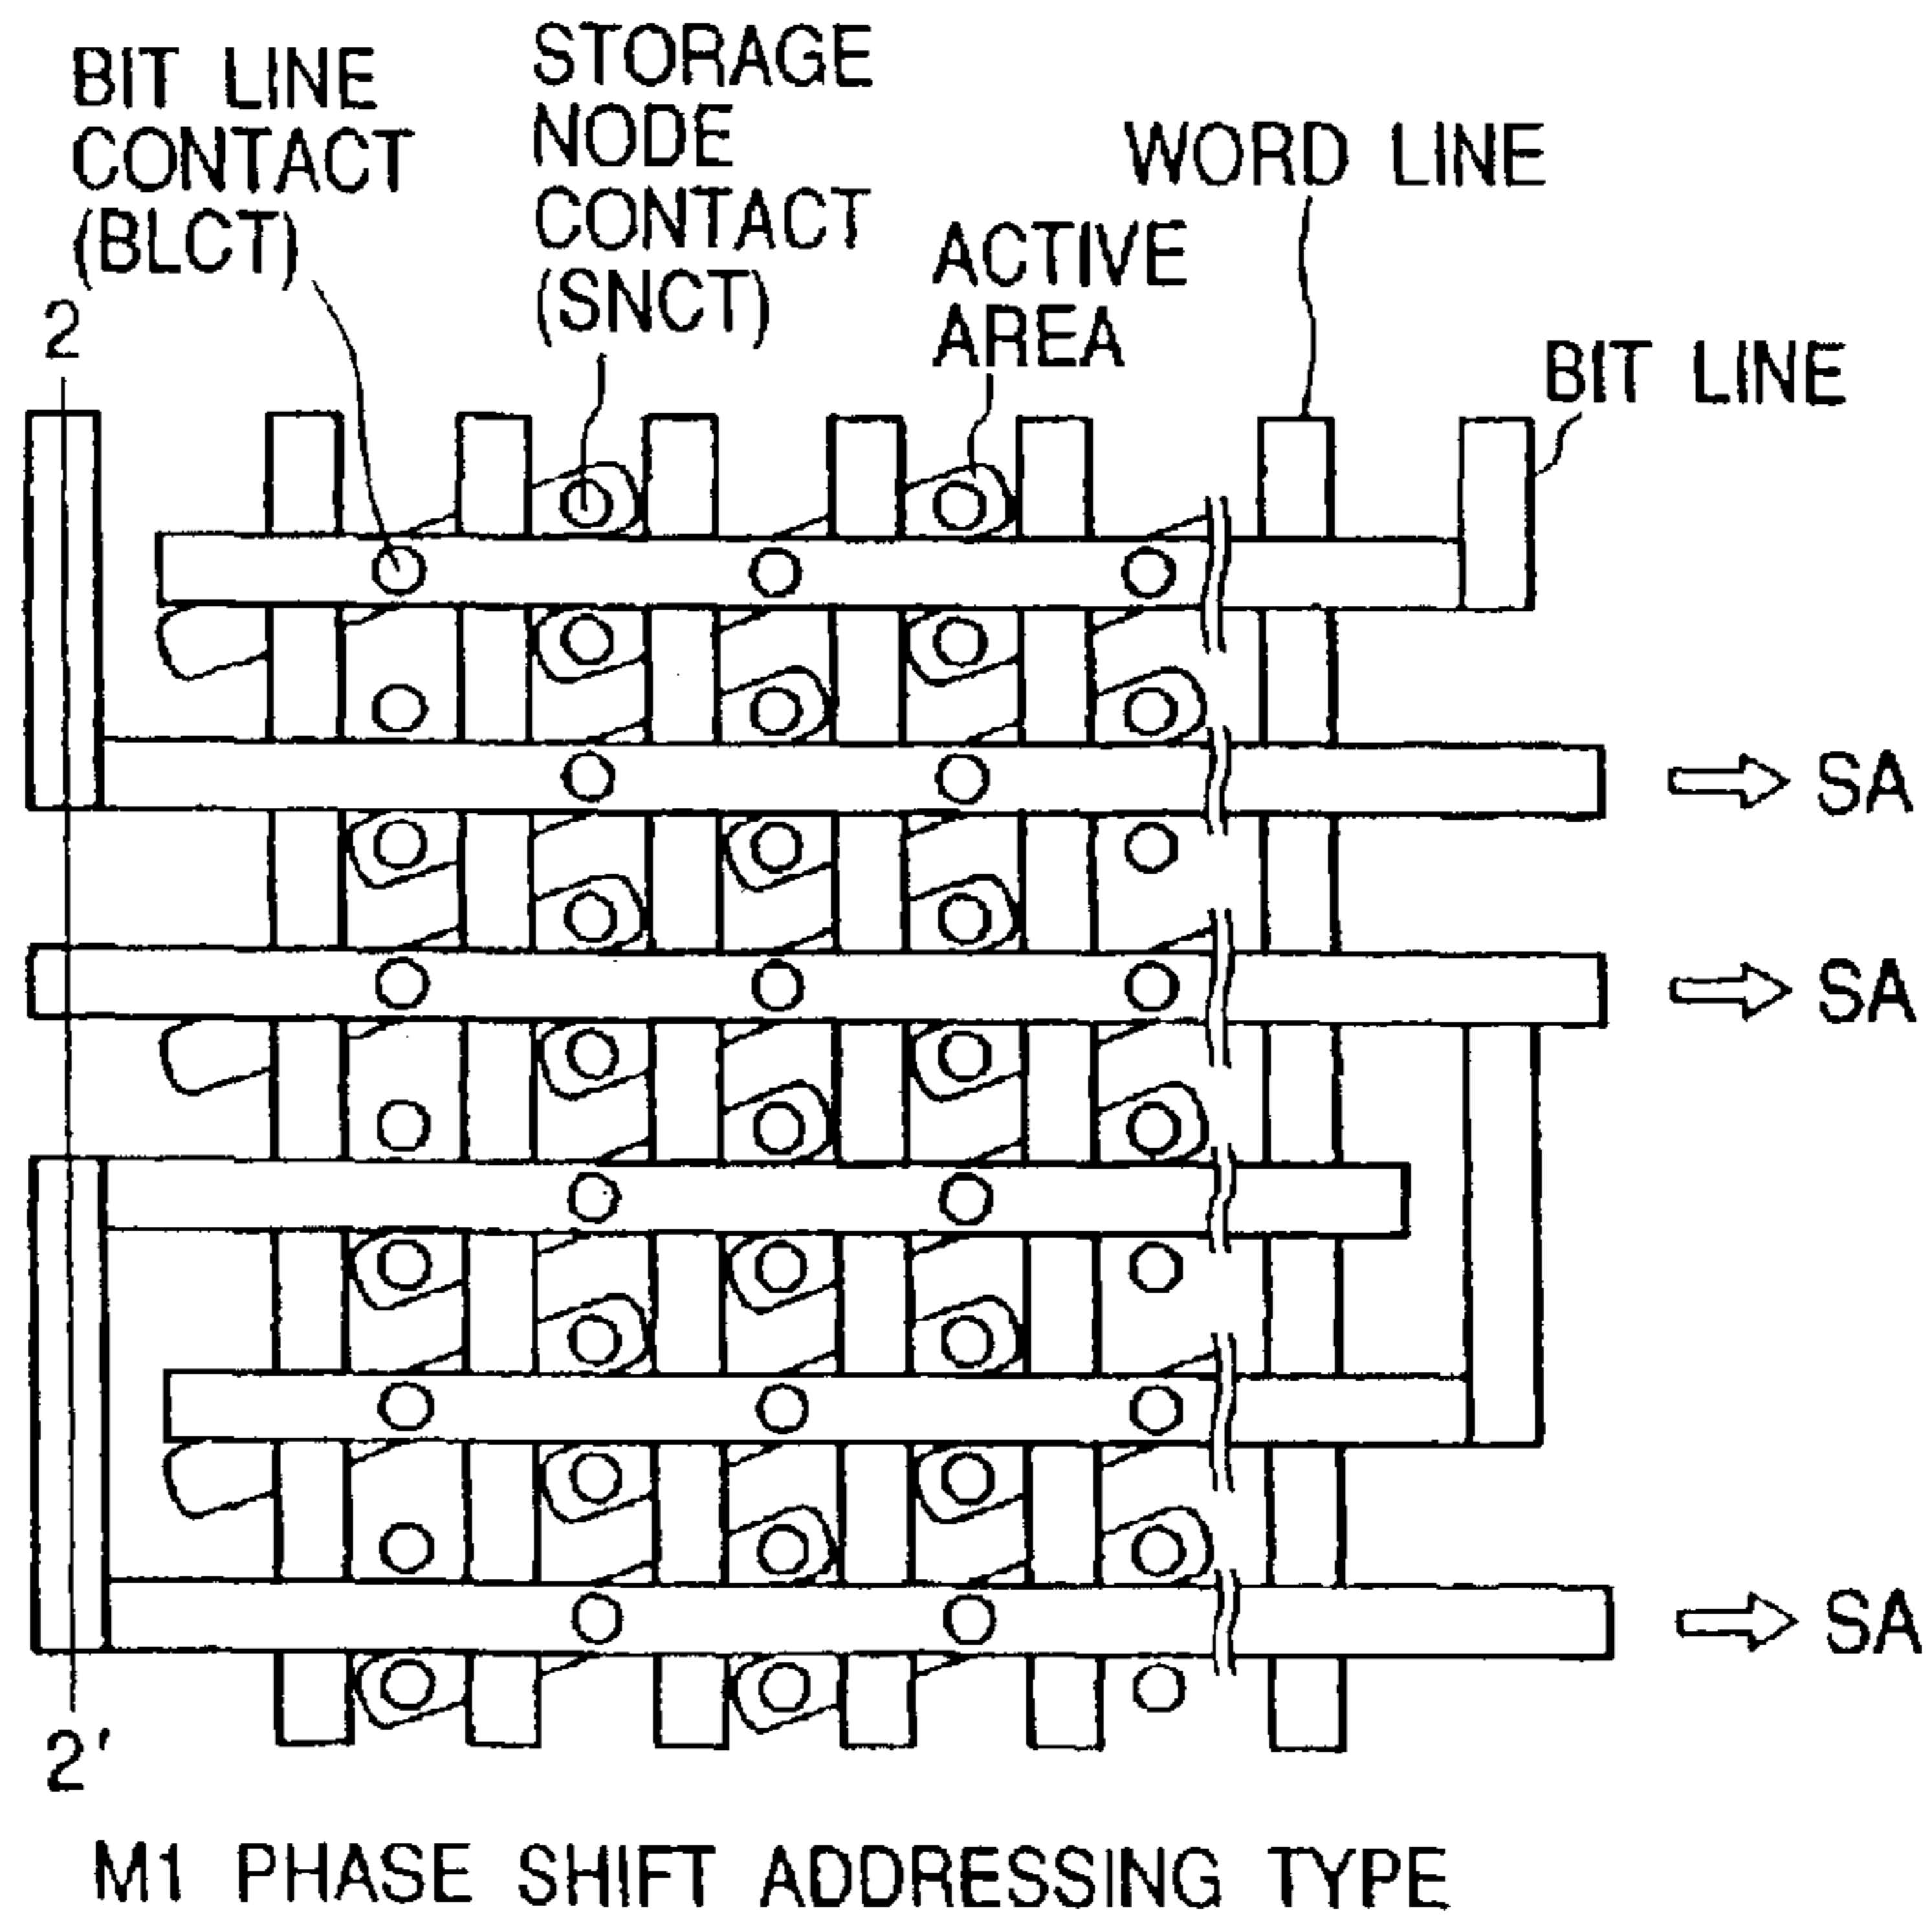 BIT LINE
CONTACT
(BLCT)
STORAGE
NODE
CONTACT
(SNCT)
ACTIVE
AREA
WORD LINE
BIT LINE
2
SA
SA
SA
2'
M1 PHASE SHIFT ADDRESSING TYPE